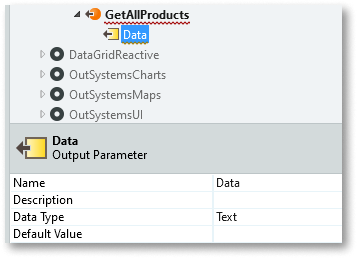 GetAllProducts
Data
DataGridReactive
OutSystemsCharts
OutSystemsMaps
OutSystemsUI
Data
Output Parameter
Name Data
Description
Data Type Text
Default Value